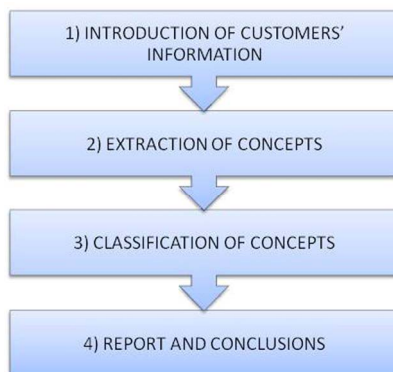 1) INTRODUCTION OF CUSTOMERS'
INFORMATION
2) EXTRACTION OF CONCEPTS
3) CLASSIFICATION OF CONCEPTS
4) REPORT AND CONCLUSIONS